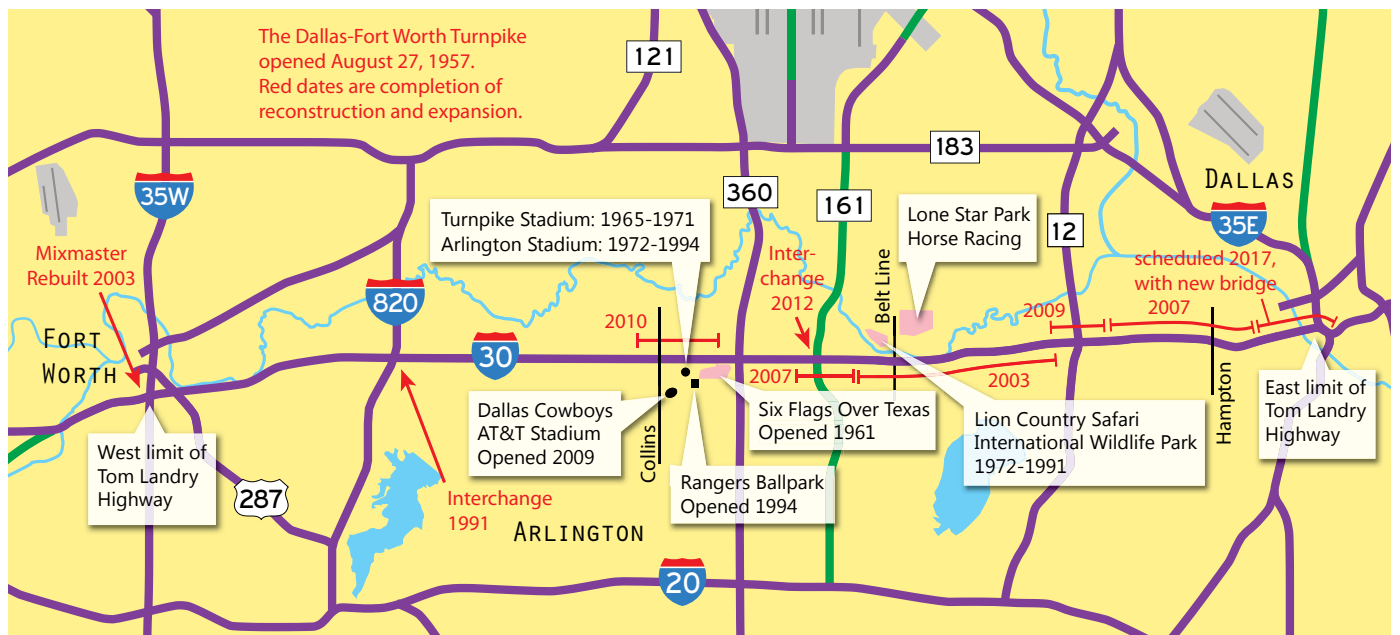 The Dallas-Fort Worth Turnpike
opened August 27, 1957.
Red dates are completion of
reconstruction and expansion.
121
183
35W
360
161
12
DALLAS
35E
Turnpike Stadium: 1965-1971
Arlington Stadium: 1972-1994
Lone Star Park
Horse Racing
Mixmaster
Rebuilt 2003
Inter-
change
2012
Belt Line
scheduled 2017,
with new bridge
820
2010
2009
2007
FORT
WORTH
30
2007
2003
Dallas Cowboys
AT&T Stadium
Opened 2009
Collins
Six Flags Over Texas
Opened 1961
Lion Country Safari
International Wildlife Park
1972-1991
Hampton
East limit of
Tom Landry
Highway
West limit of
Tom Landry
Highway
287
Interchange
1991
Rangers Ballpark
Opened 1994
ARLINGTON
20